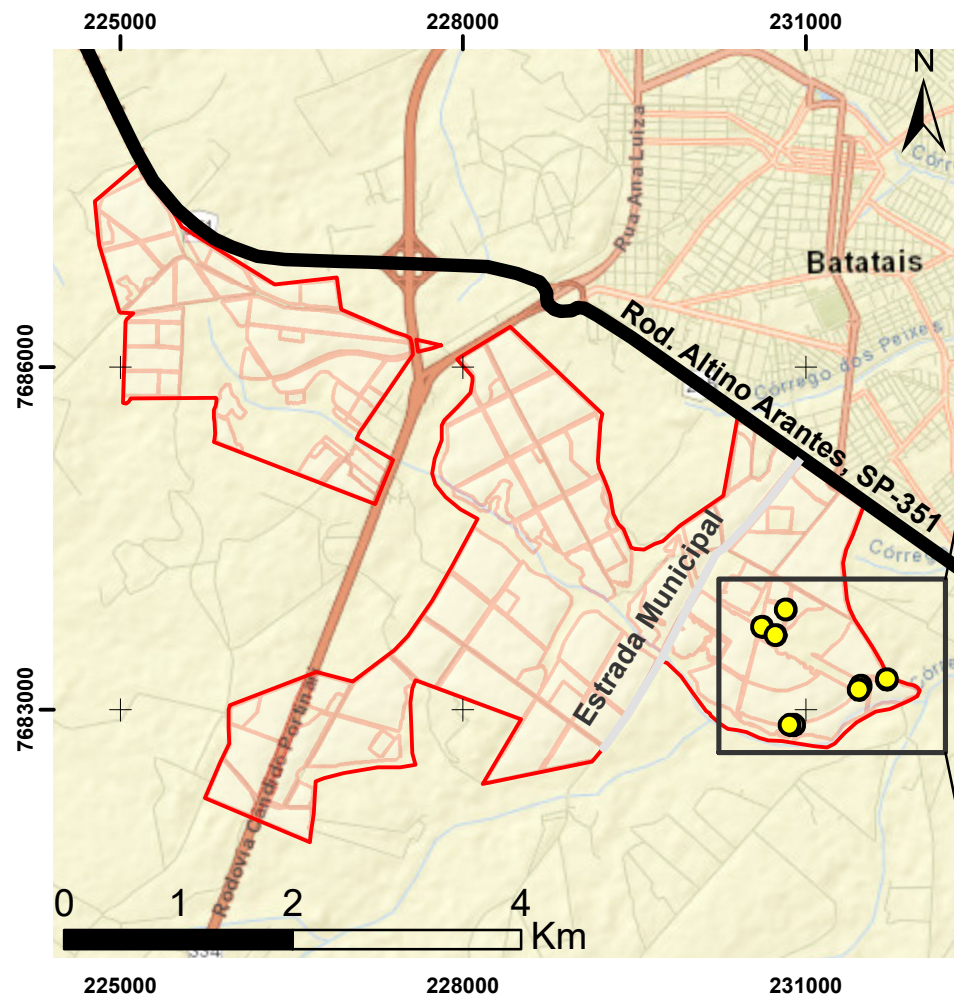 225000
228000
231000
N
Rua Ana Luiza
Batatais
7686000
Rod. Altino Arantes, SP-351
Córrego dos Peixes
Estrada Municipal
7683000
Rodovia Cândido Portinari
0
1
2
4
Km
334
225000
228000
231000